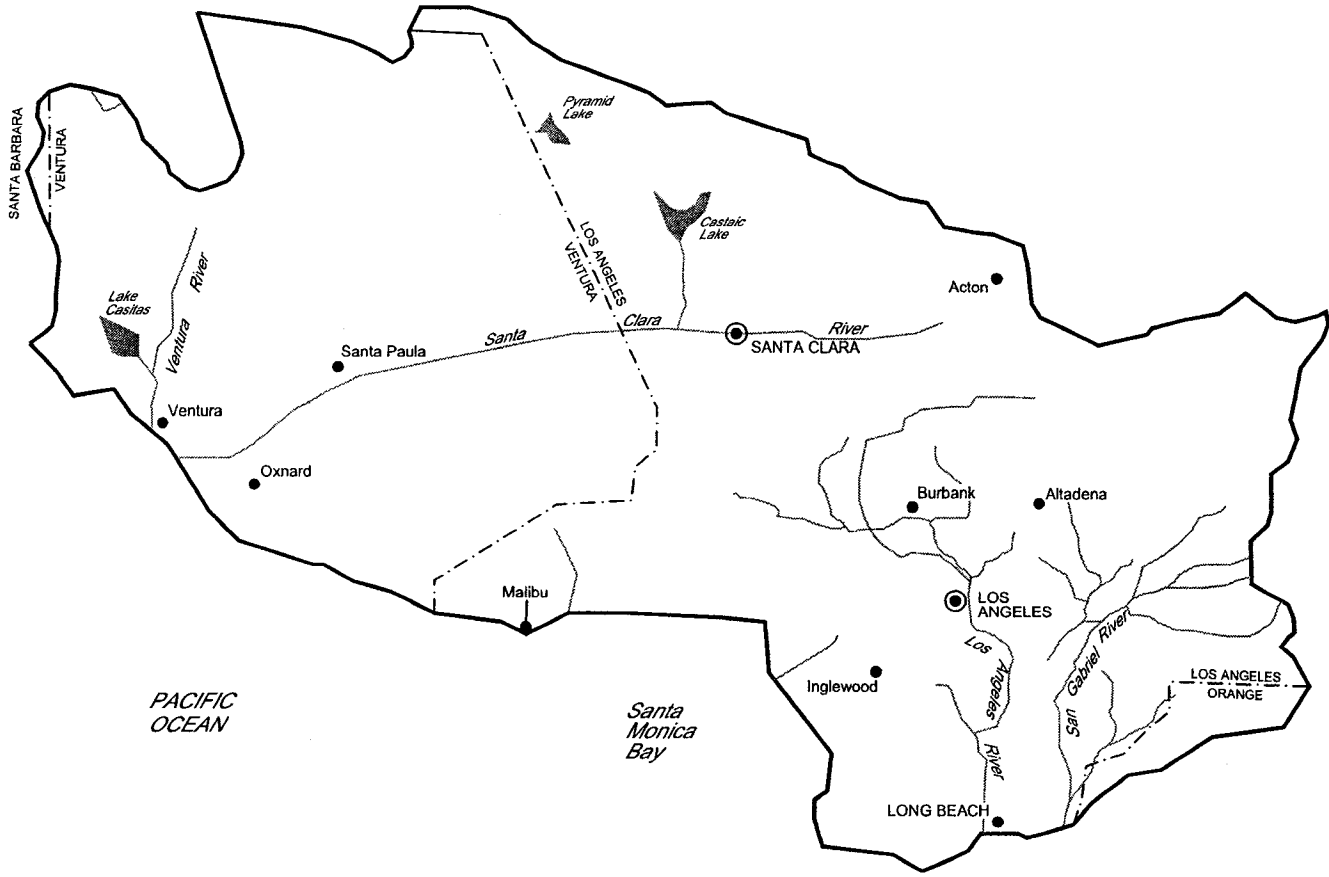 Pyramid
Lake
SANTA BARBARA
VENTURA
Castaic
Lake
LOS ANGELES
VENTURA
River
Ventura
Acton
Lake
Casitas
Santa
Clara
River
SANTA CLARA
Santa Paula
Ventura
Oxnard
Burbank
Altadena
Malibu
LOS
ANGELES
Los
Angeles
River
San
Gabriel
River
Inglewood
LOS ANGELES
ORANGE
PACIFIC
OCEAN
Santa
Monica
Bay
LONG BEACH